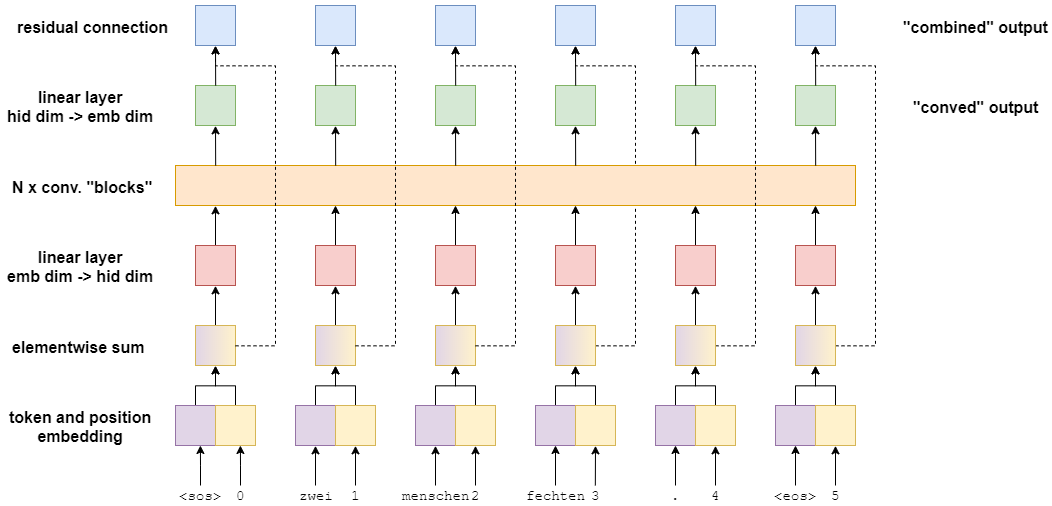 residual connection
"combined" output
linear layer
hid dim -> emb dim
"conved" output
N x conv. "blocks"
linear layer
emb dim -> hid dim
elementwise sum
token and position
embedding
<sos> 0 zwei 1 menschen 2 fechten 3 . 4 <eos> 5